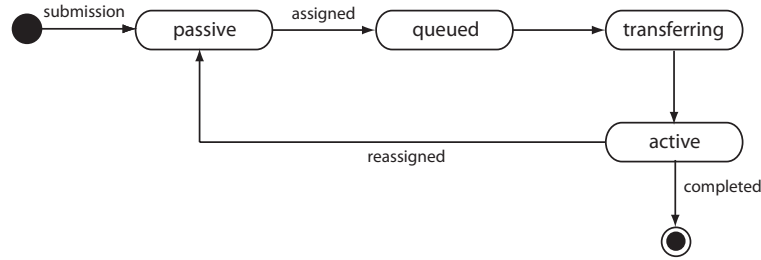 submission
passive
assigned
queued
transferring
active
reassigned
completed